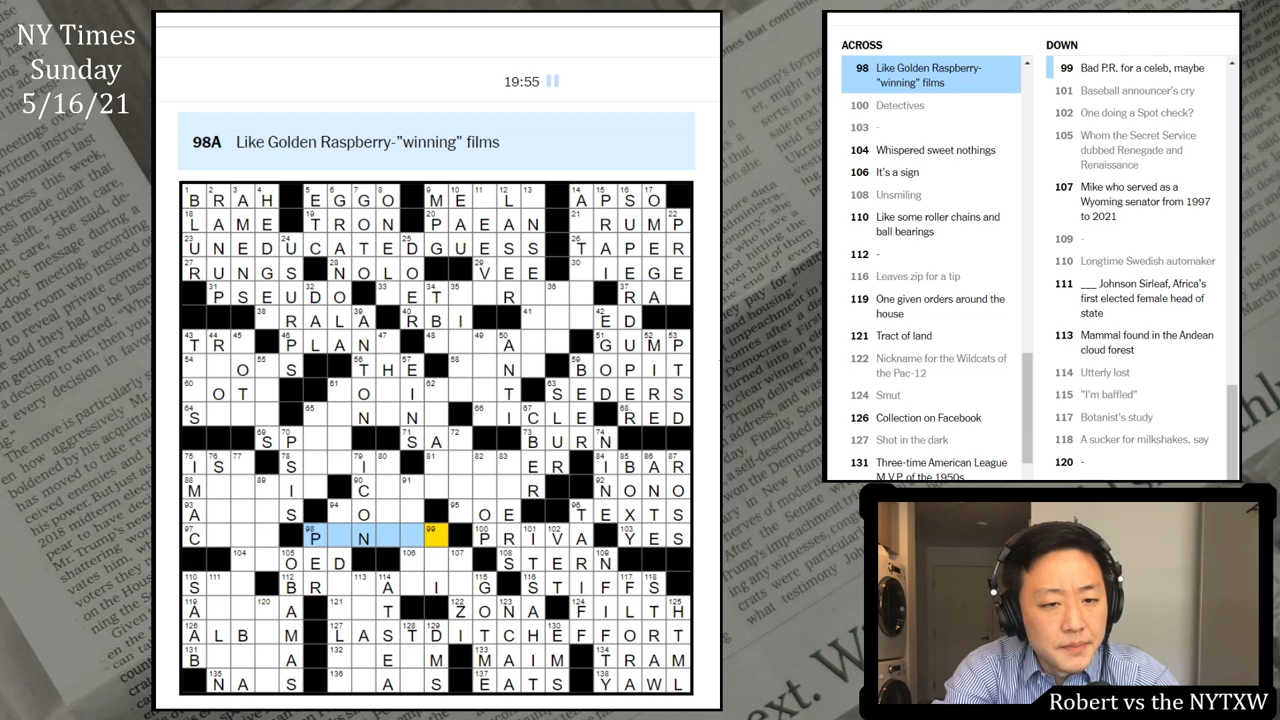 NY Times
Sunday
5/16/21
19:55
98A Like Golden Raspberry-"winning" films
ACROSS
98 Like Golden Raspberry-
"winning" films
100 Detectives
103 -
104 Whispered sweet nothings
106 It's a sign
108 Unsmiling
110 Like some roller chains and
ball bearings
112 -
116 Leaves zip for a tip
119 One given orders around the
house
121 Tract of land
122 Nickname for the Wildcats of
the Pac-12
124 Smut
126 Collection on Facebook
127 Shot in the dark
131 Three-time American League
M.V.P. of the 1950s
DOWN
99 Bad P.R. for a celeb, maybe
101 Baseball announcer's cry
102 One doing a Spot check?
105 Whom the Secret Service
dubbed Renegade and
Renaissance
107 Mike who served as a
Wyoming senator from 1997
to 2021
109 -
110 Longtime Swedish automaker
111 ___ Johnson Sirleaf, Africa's
first elected female head of
state
113 Mammal found in the Andean
cloud forest
114 Utterly lost
115 "I'm baffled"
117 Botanist's study
118 A sucker for milkshakes, say
120 -
B R A H E G G O M E L A P S O
L A M E T R O N P A E A N R U M P
U N E D U C A T E D G U E S S T A P E R
R U N G S N O L O V E E I E G E
P S E U D O E T R R A
R A L A R B I E D
T R P L A N A G U M P
O S T H E N B O P I T
O T O I T S E D E R S
S N N I C L E R E D
S P S A B U R N
I S S I E R I B A R
M I C R N O N O
A S O O E T E X T S
C P N P R I V A Y E S
O E D S T E R N
S B R A I G S T I F F S
A A T Z O N A F I L T H
A L B M L A S T D I T C H E F F O R T
B A E M M A I M T R A M
N A S A S E A T S Y A W L
Robert vs the NYTXW